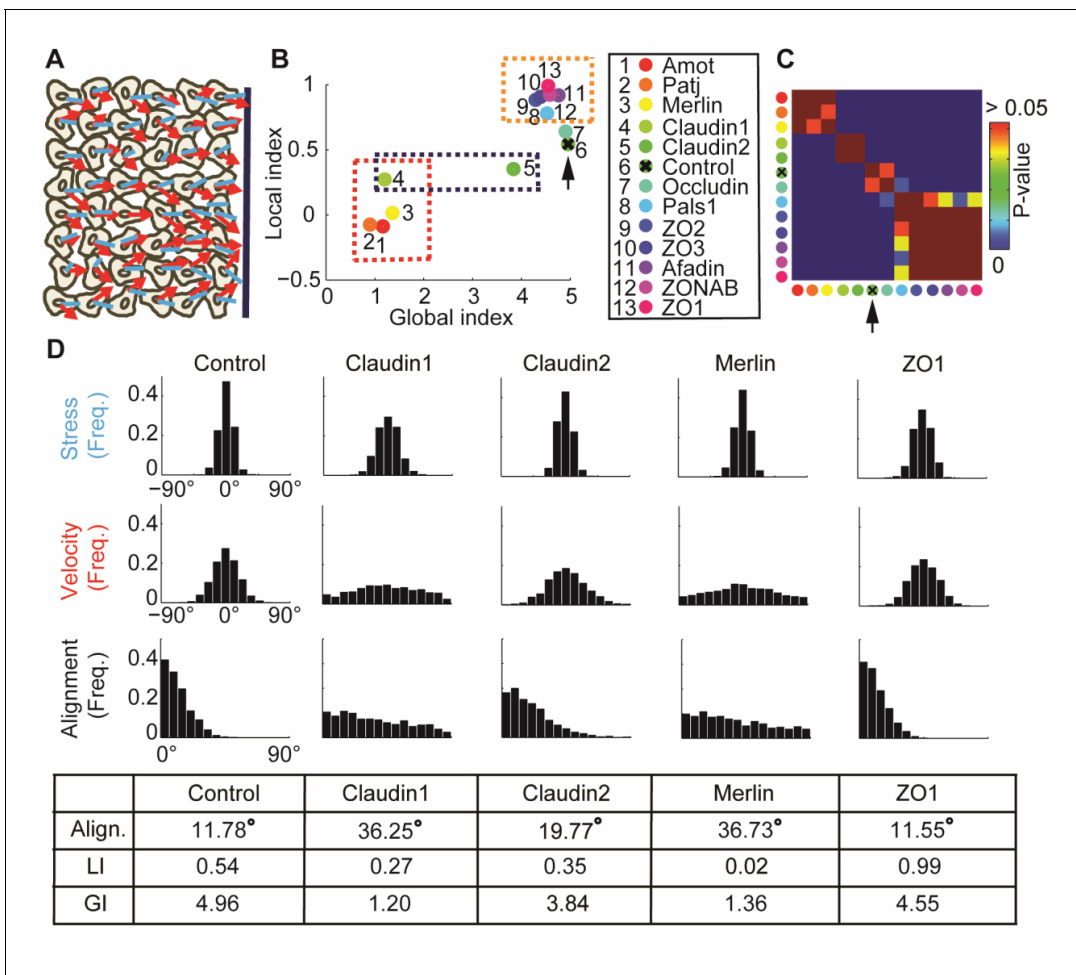 A
B
C
Local index
1
0.5
0
−0.5
0
1
2
3
4
5
Global index
13
10
9
8
11
12
7
6
5
4
3
21
1 Amot
2 Patj
3 Merlin
4 Claudin1
5 Claudin2
6 Control
7 Occludin
8 Pals1
9 ZO2
10 ZO3
11 Afadin
12 ZONAB
13 ZO1
> 0.05
P-value
0
D
Control Claudin1 Claudin2 Merlin ZO1
Stress
(Freq.)
0.4
0.2
0
−90° 0° 90°
Velocity
(Freq.)
0.4
0.2
0
−90° 0° 90°
Alignment
(Freq.)
0.4
0.2
0
0° 90°
Control Claudin1 Claudin2 Merlin ZO1
Align. 11.78° 36.25° 19.77° 36.73° 11.55°
LI 0.54 0.27 0.35 0.02 0.99
GI 4.96 1.20 3.84 1.36 4.55